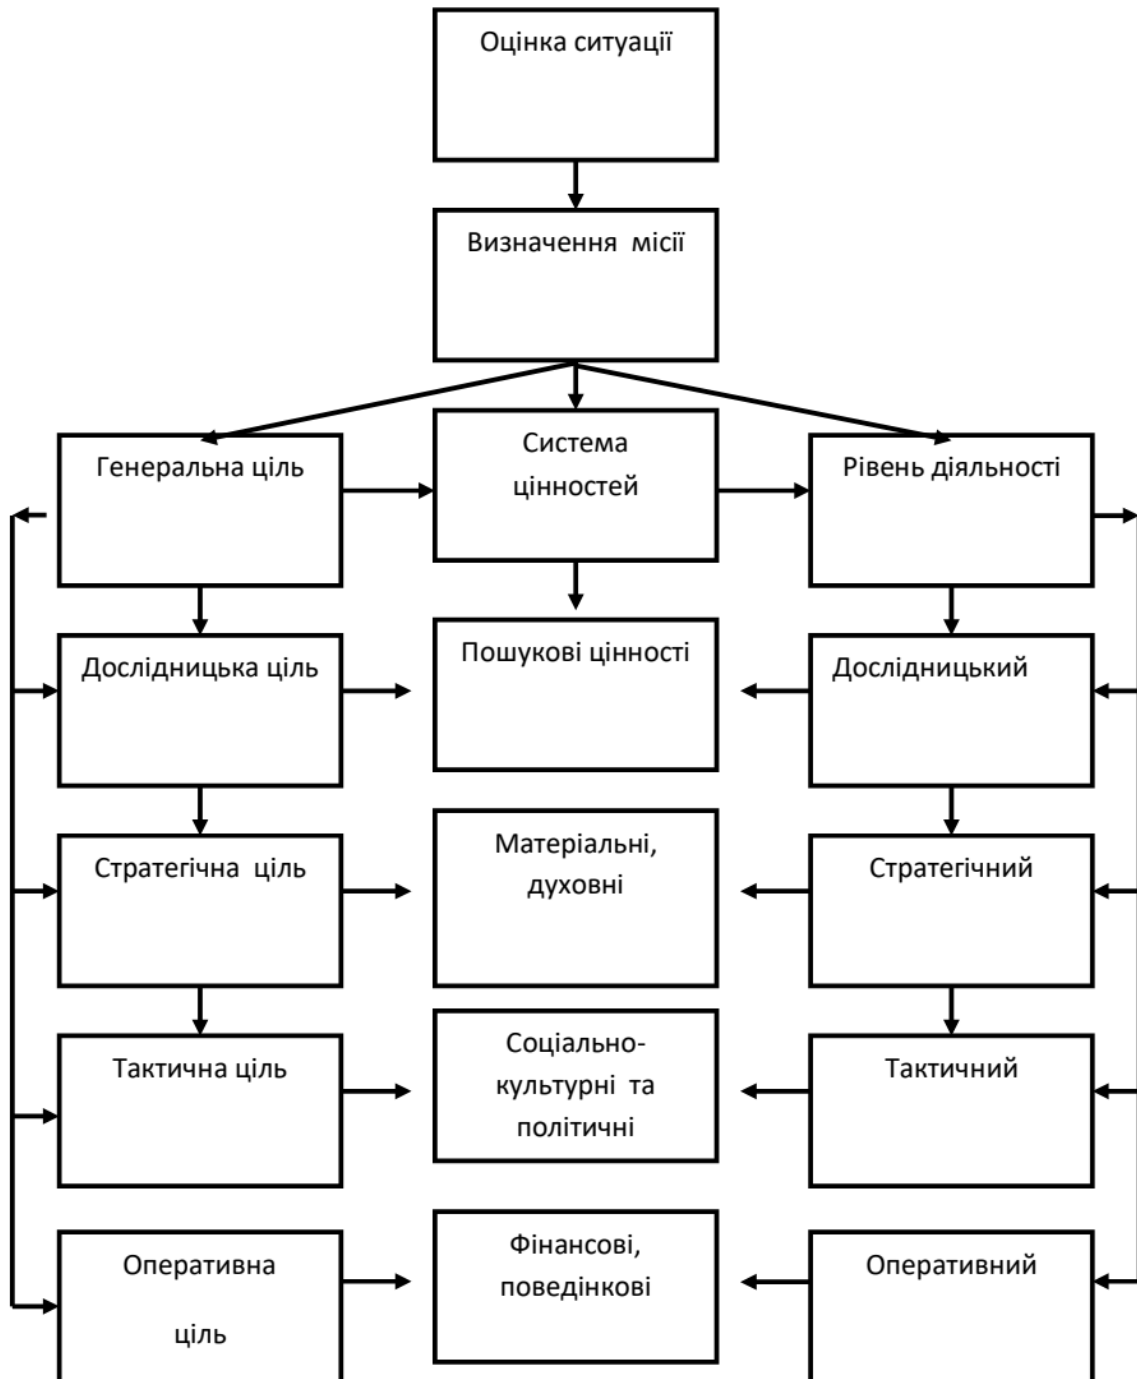 Оцінка ситуації
Визначення місії
Генеральна ціль
Система
цінностей
Рівень діяльності
Дослідницька ціль
Пошукові цінності
Дослідницький
Стратегічна ціль
Матеріальні,
духовні
Стратегічний
Тактична ціль
Соціально-
культурні та
політичні
Тактичний
Оперативна
ціль
Фінансові,
поведінкові
Оперативний